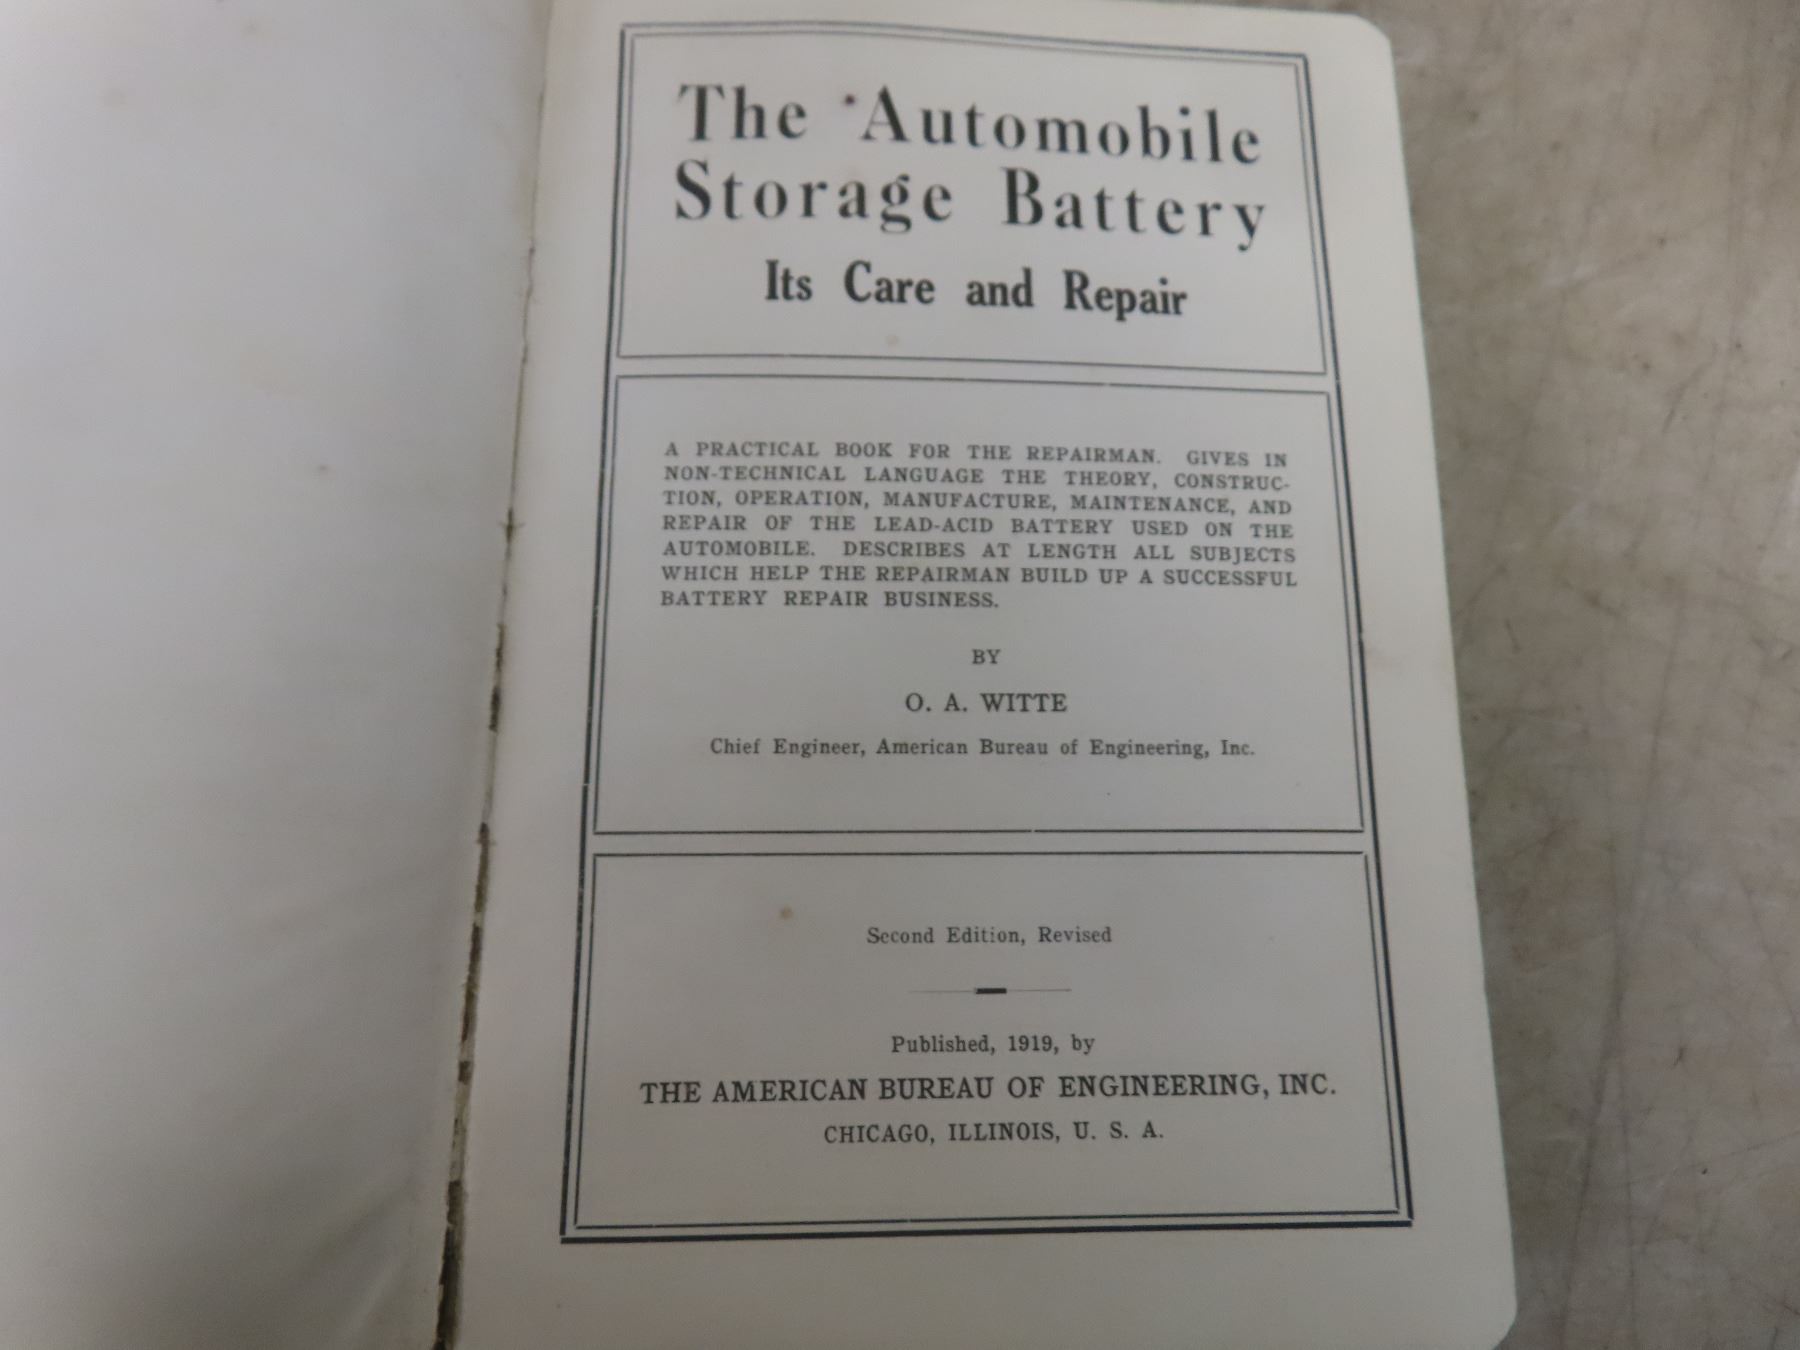 The Automobile
Storage Battery
Its Care and Repair
A PRACTICAL BOOK FOR THE REPAIRMAN. GIVES IN
NON-TECHNICAL LANGUAGE THE THEORY, CONSTRUC-
TION, OPERATION, MANUFACTURE, MAINTENANCE, AND
REPAIR OF THE LEAD-ACID BATTERY USED ON THE
AUTOMOBILE. DESCRIBES AT LENGTH ALL SUBJECTS
WHICH HELP THE REPAIRMAN BUILD UP A SUCCESSFUL
BATTERY REPAIR BUSINESS.
BY
O. A. WITTE
Chief Engineer, American Bureau of Engineering, Inc.
Second Edition, Revised
Published, 1919, by
THE AMERICAN BUREAU OF ENGINEERING, INC.
CHICAGO, ILLINOIS, U. S. A.